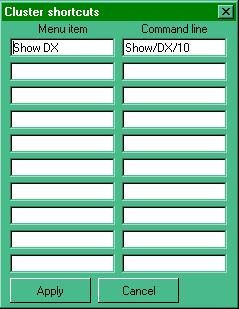 Cluster shortcuts
Menu item Command line
Show DX Show/DX/10
Apply Cancel